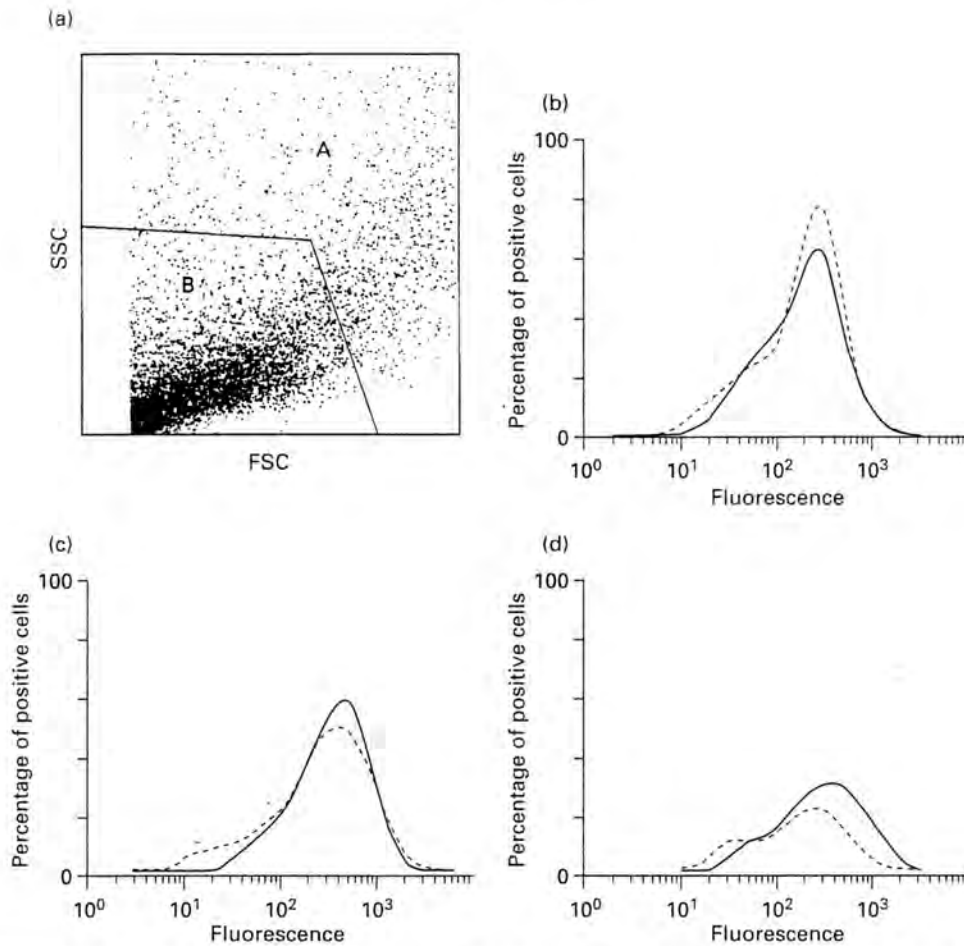 (a)
SSC
A
B
FSC
(b)
Percentage of positive cells
100
0
10⁰ 10¹ 10² 10³
Fluorescence
(c)
Percentage of positive cells
100
0
10⁰ 10¹ 10² 10³
Fluorescence
(d)
Percentage of positive cells
100
0
10⁰ 10¹ 10² 10³
Fluorescence